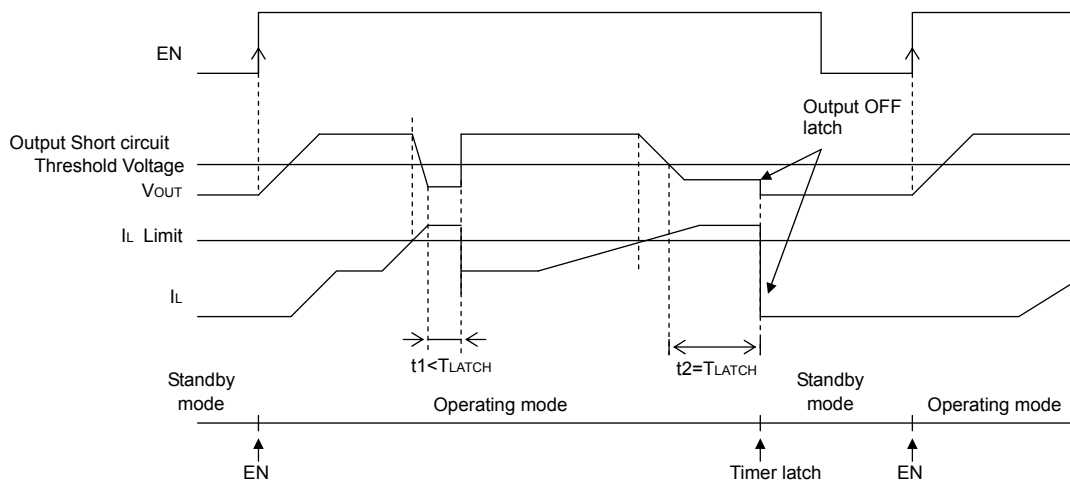 EN
Output OFF
latch
Output Short circuit
Threshold Voltage
VOUT
IL Limit
IL
t1<TLATCH
t2=TLATCH
Standby
mode
Operating mode
Standby
mode
Operating mode
EN
Timer latch
EN